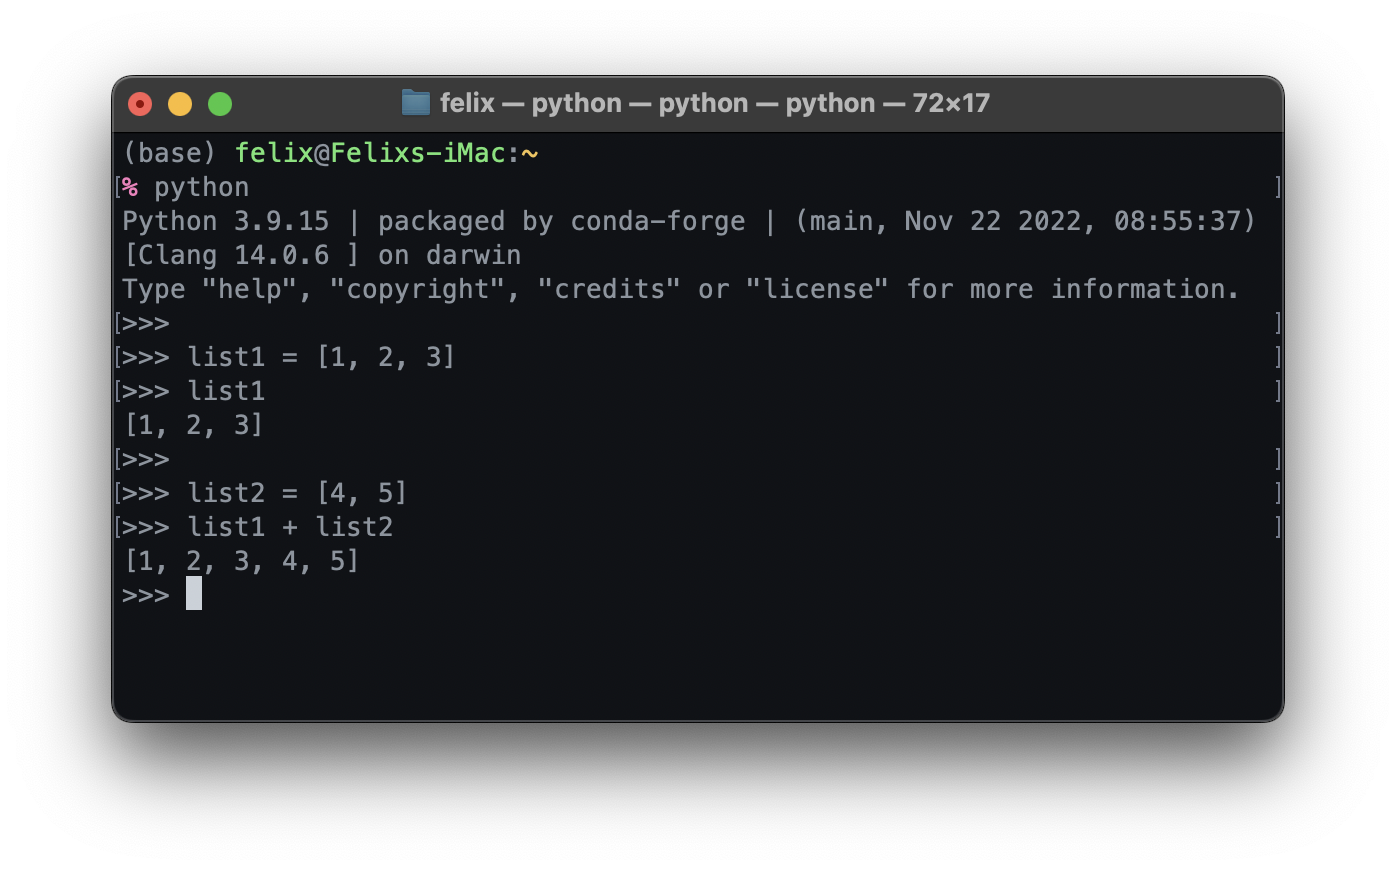 felix — python — python — python — 72×17
(base) felix@Felixs-iMac:~
[% python ]
Python 3.9.15 | packaged by conda-forge | (main, Nov 22 2022, 08:55:37)
[Clang 14.0.6 ] on darwin
Type "help", "copyright", "credits" or "license" for more information.
[>>> ]
[>>> list1 = [1, 2, 3] ]
[>>> list1 ]
[1, 2, 3]
[>>> ]
[>>> list2 = [4, 5] ]
[>>> list1 + list2 ]
[1, 2, 3, 4, 5]
>>>